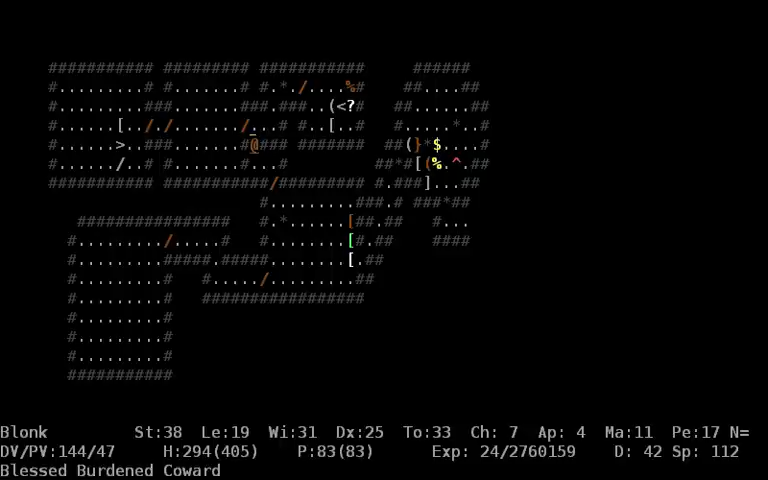 Blonk St:38 Le:19 Wi:31 Dx:25 To:33 Ch: 7 Ap: 4 Ma:11 Pe:17 N=
DV/PV:144/47 H:294(405) P:83(83) Exp: 24/2760159 D: 42 Sp: 112
Blessed Burdened Coward